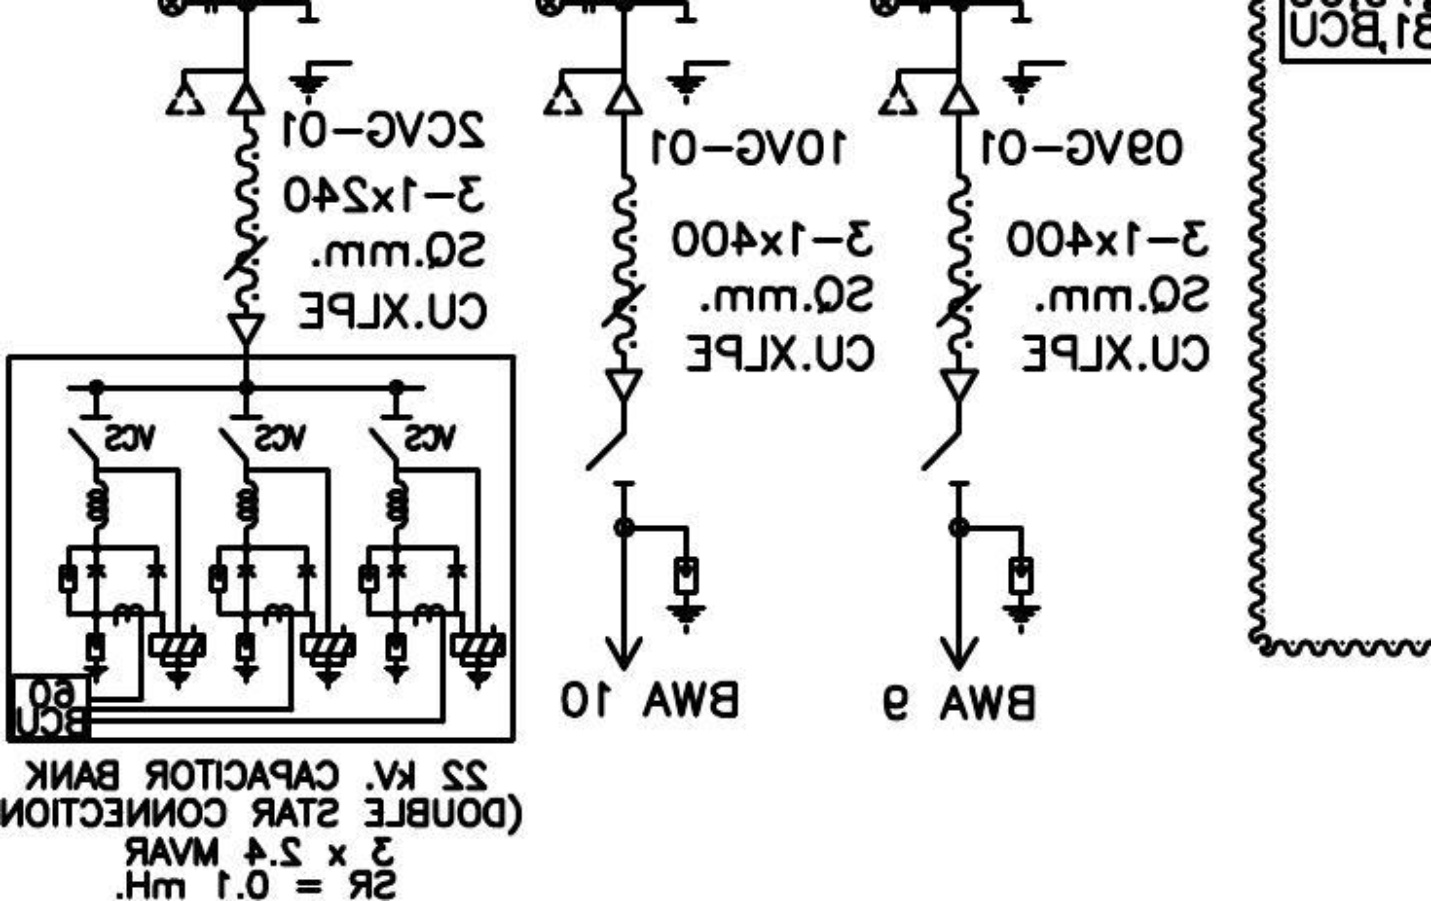 B1,BCU
09VG-01
3-1x400
SQ.mm.
CU.XLPE
BWA 9
10VG-01
3-1x400
SQ.mm.
CU.XLPE
BWA 10
2CVG-01
3-1x240
SQ.mm.
CU.XLPE
VCS
VCS
VCS
60
BCU
22 kV. CAPACITOR BANK
(DOUBLE STAR CONNECTION
3 x 2.4 MVAR
SR = 0.1 mH.